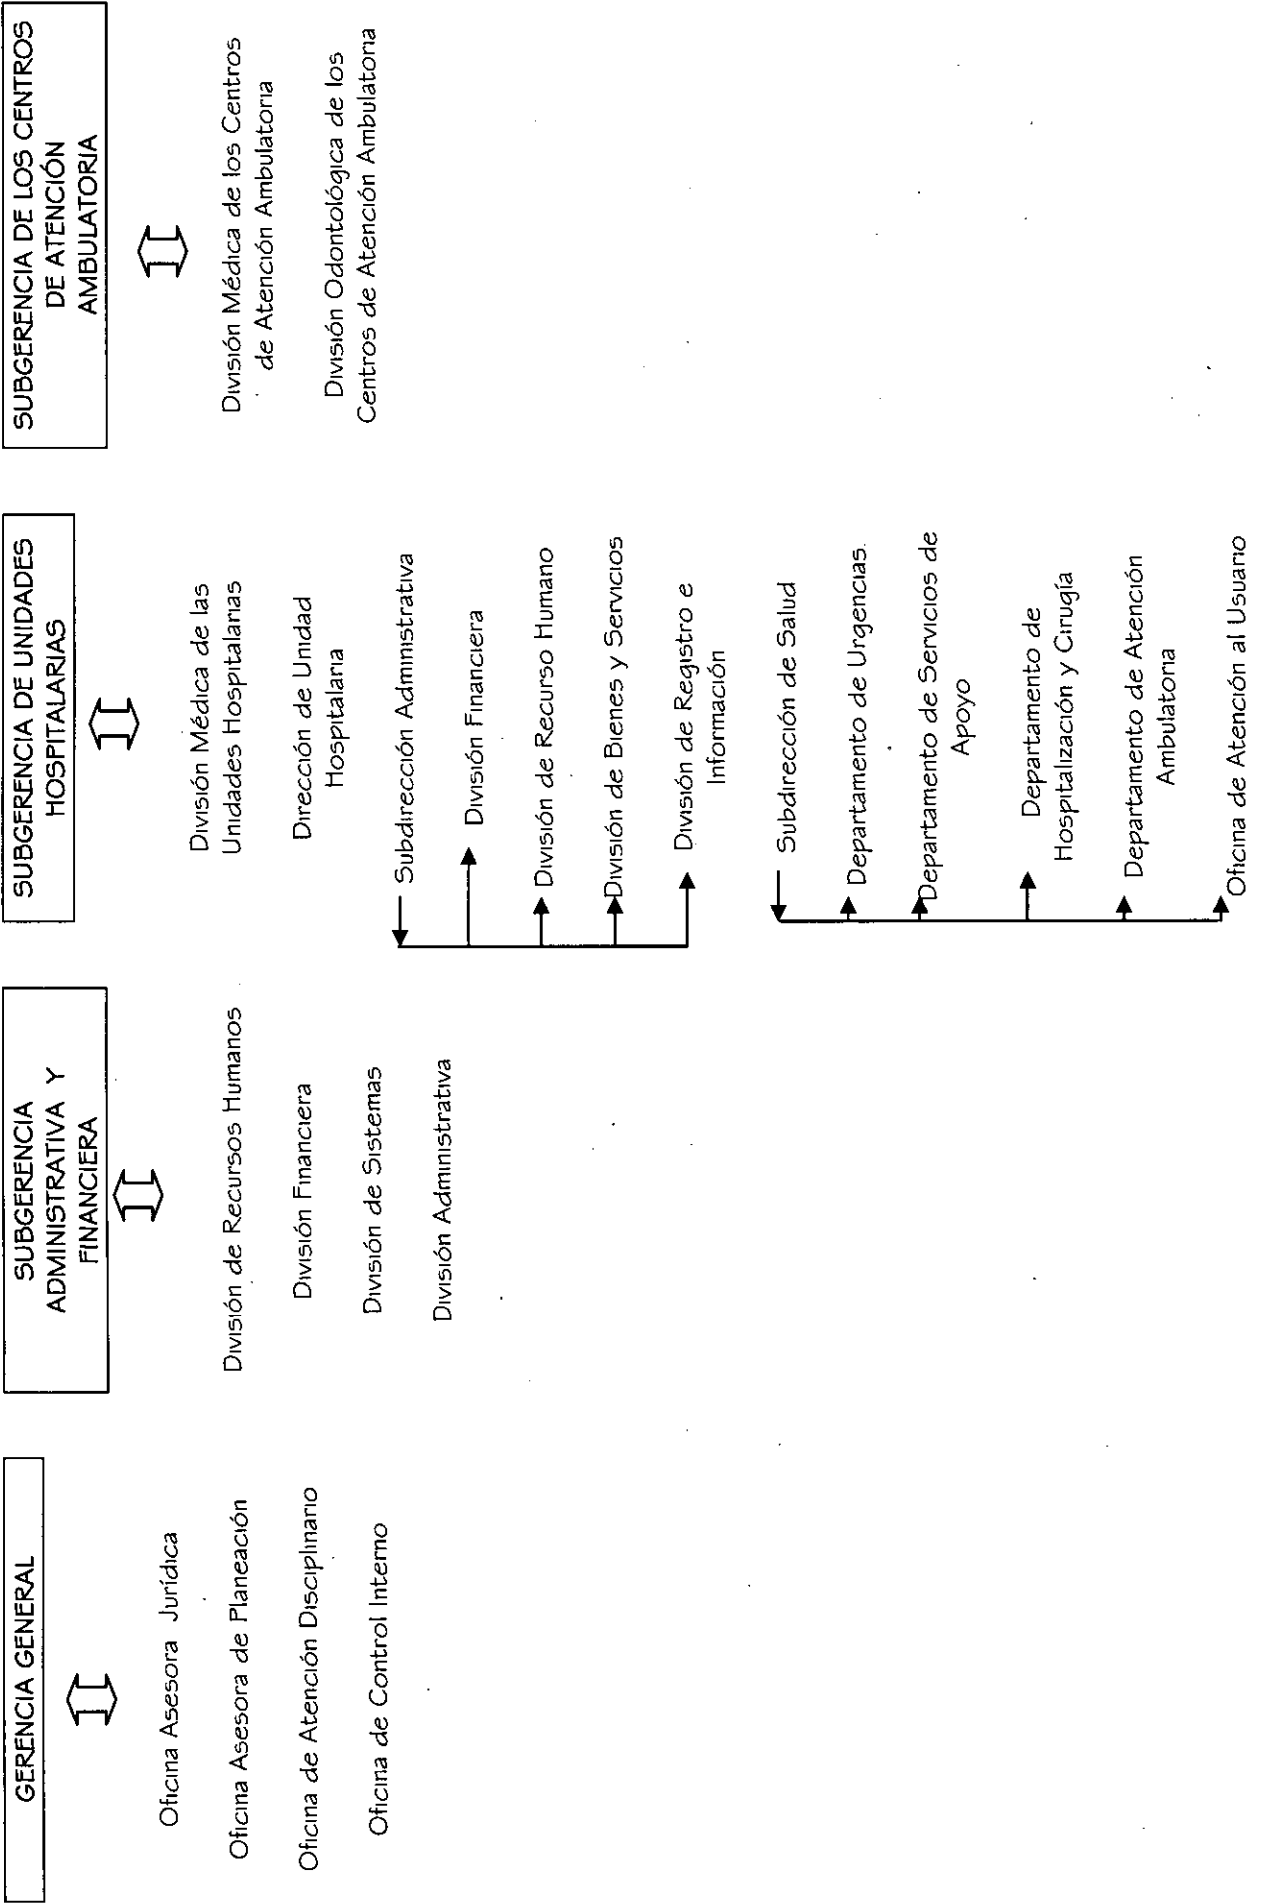 GERENCIA GENERAL
Oficina Asesora Jurídica
Oficina Asesora de Planeación
Oficina de Atención Disciplinario
Oficina de Control Interno
SUBGERENCIA
ADMINISTRATIVA Y
FINANCIERA
División de Recursos Humanos
División Financiera
División de Sistemas
División Administrativa
SUBGERENCIA DE UNIDADES
HOSPITALARIAS
División Médica de las
Unidades Hospitalarias
Dirección de Unidad
Hospitalaria
Subdirección Administrativa
División Financiera
División de Recurso Humano
División de Bienes y Servicios
División de Registro e
Información
Subdirección de Salud
Departamento de Urgencias
Departamento de Servicios de
Apoyo
Departamento de
Hospitalización y Cirugía
Departamento de Atención
Ambulatoria
Oficina de Atención al Usuario
SUBGERENCIA DE LOS CENTROS
DE ATENCIÓN
AMBULATORIA
División Médica de los Centros
de Atención Ambulatoria
División Odontológica de los
Centros de Atención Ambulatoria